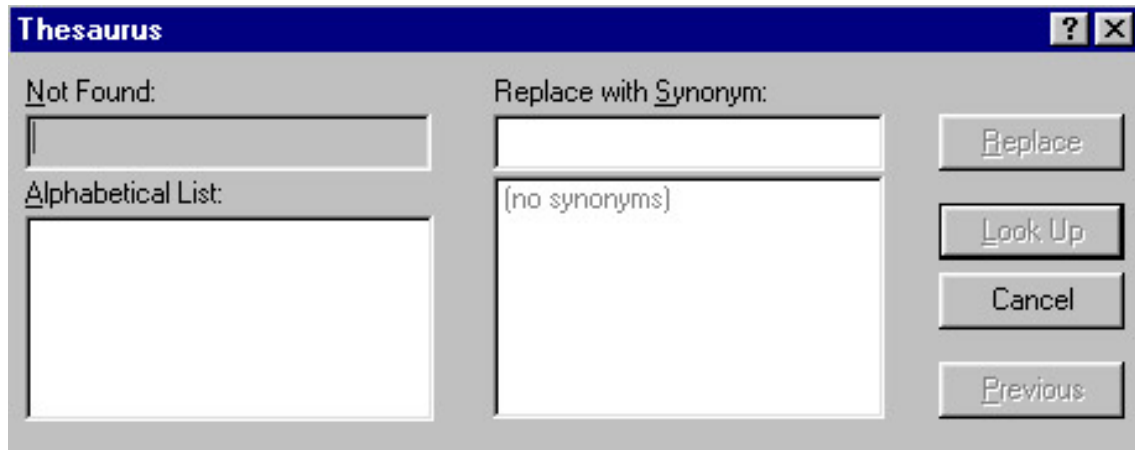 Thesaurus
Not Found:
Replace with Synonym:
Replace
Alphabetical List:
(no synonyms)
Look Up
Cancel
Previous